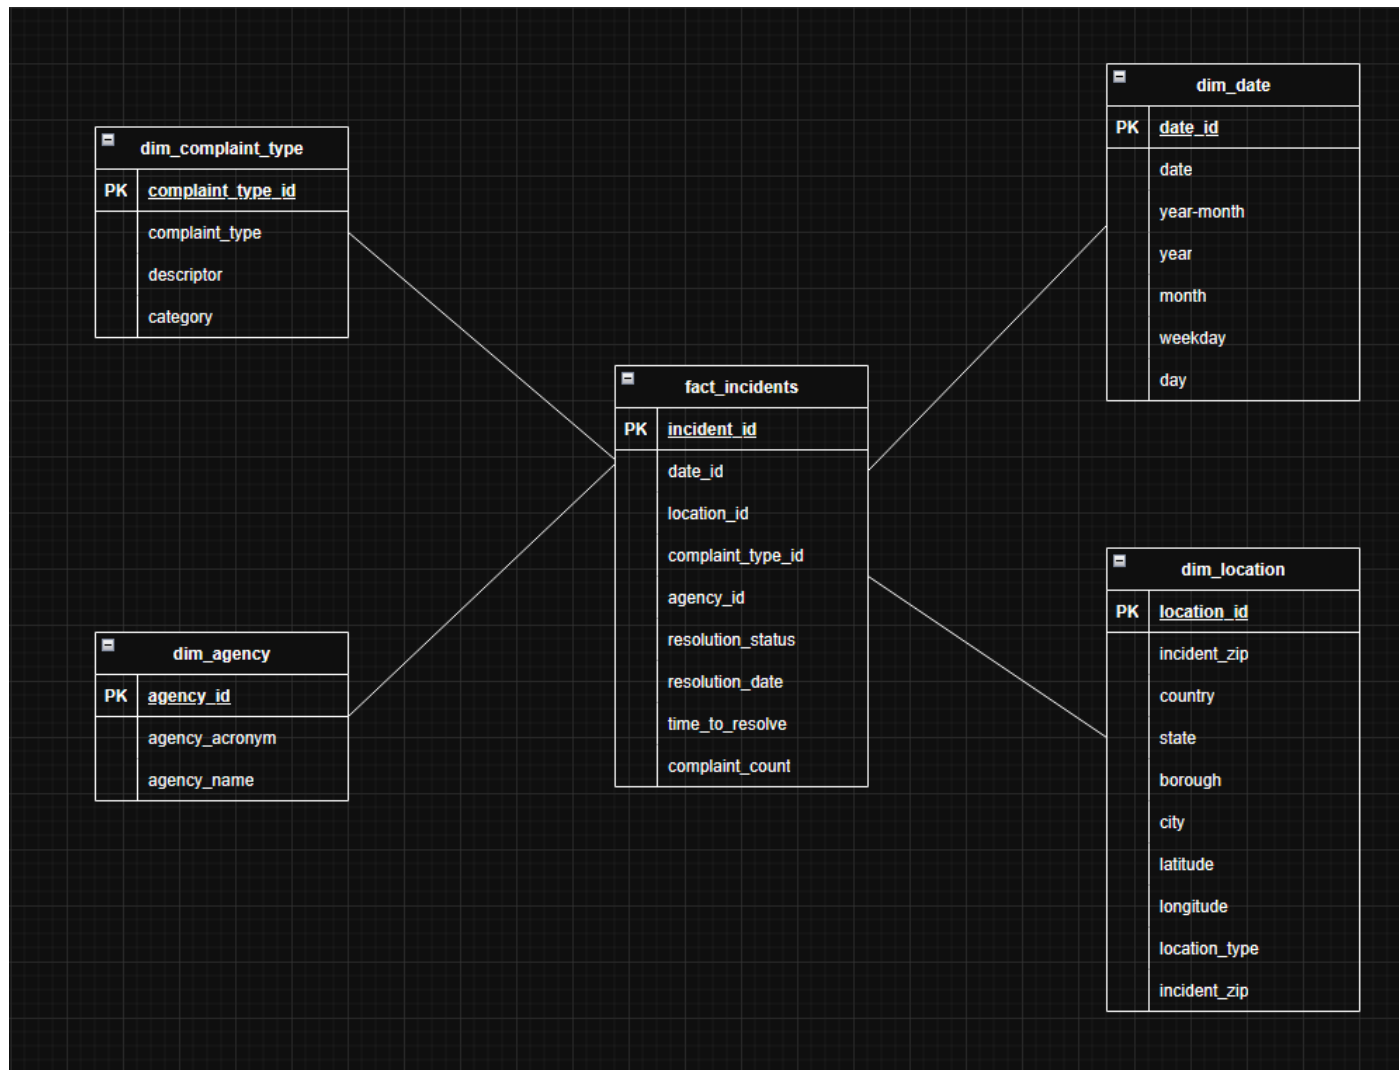 dim_complaint_type
PK complaint_type_id
complaint_type
descriptor
category
dim_agency
PK agency_id
agency_acronym
agency_name
fact_incidents
PK incident_id
date_id
location_id
complaint_type_id
agency_id
resolution_status
resolution_date
time_to_resolve
complaint_count
dim_date
PK date_id
date
year-month
year
month
weekday
day
dim_location
PK location_id
incident_zip
country
state
borough
city
latitude
longitude
location_type
incident_zip